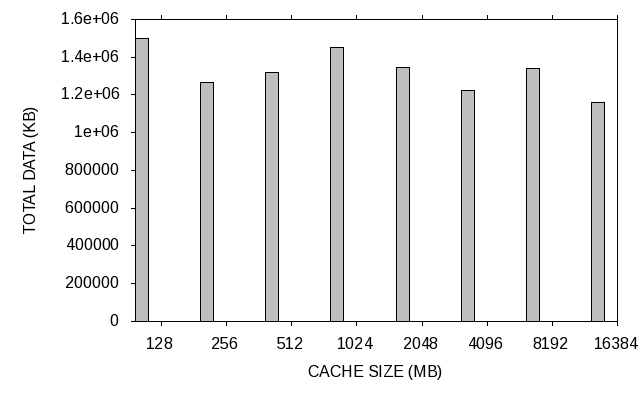 1.6e+06
1.4e+06
1.2e+06
1e+06
800000
600000
400000
200000
0
TOTAL DATA (KB)
128 256 512 1024 2048 4096 8192 16384
CACHE SIZE (MB)